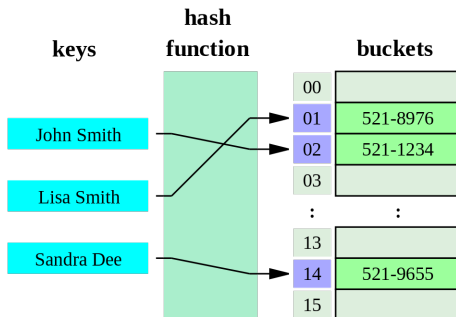 keys
hash
function
buckets
00
01
521-8976
John Smith
02
521-1234
03
Lisa Smith
:
:
13
Sandra Dee
14
521-9655
15